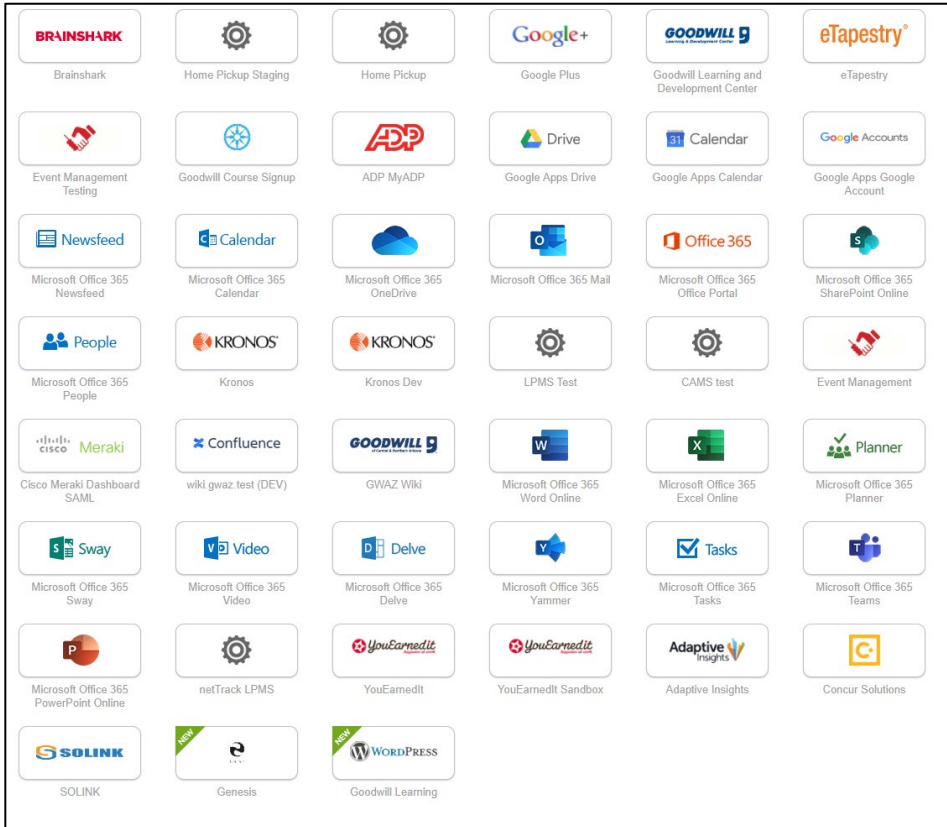 BRAINSHARK
Google+
GOODWILL
Learning & Development Center
eTapestry®
Brainshark
Home Pickup Staging
Home Pickup
Google Plus
Goodwill Learning and
Development Center
eTapestry
ADP
Drive
31 Calendar
Google Accounts
Event Management
Testing
Goodwill Course Signup
ADP MyADP
Google Apps Drive
Google Apps Calendar
Google Apps Google
Account
Newsfeed
Calendar
Office 365
Microsoft Office 365
Newsfeed
Microsoft Office 365
Calendar
Microsoft Office 365
OneDrive
Microsoft Office 365 Mail
Microsoft Office 365
Office Portal
Microsoft Office 365
SharePoint Online
People
KRONOS
KRONOS
Microsoft Office 365
People
Kronos
Kronos Dev
LPMS Test
CAMS test
Event Management
cisco Meraki
Confluence
GOODWILL
of Central & Northern Arizona
W
X
Planner
Cisco Meraki Dashboard
SAML
wiki.gwaz.test (DEV)
GWAZ Wiki
Microsoft Office 365
Word Online
Microsoft Office 365
Excel Online
Microsoft Office 365
Planner
S Sway
V Video
D Delve
Y
Tasks
T
Microsoft Office 365
Sway
Microsoft Office 365
Video
Microsoft Office 365
Delve
Microsoft Office 365
Yammer
Microsoft Office 365
Tasks
Microsoft Office 365
Teams
P
YouEarnedit
YouEarnedit
Adaptive
Insights
C
Microsoft Office 365
PowerPoint Online
netTrack LPMS
YouEarnedIt
YouEarnedIt Sandbox
Adaptive Insights
Concur Solutions
SOLINK
NEW
NEW
WORDPRESS
SOLINK
Genesis
Goodwill Learning